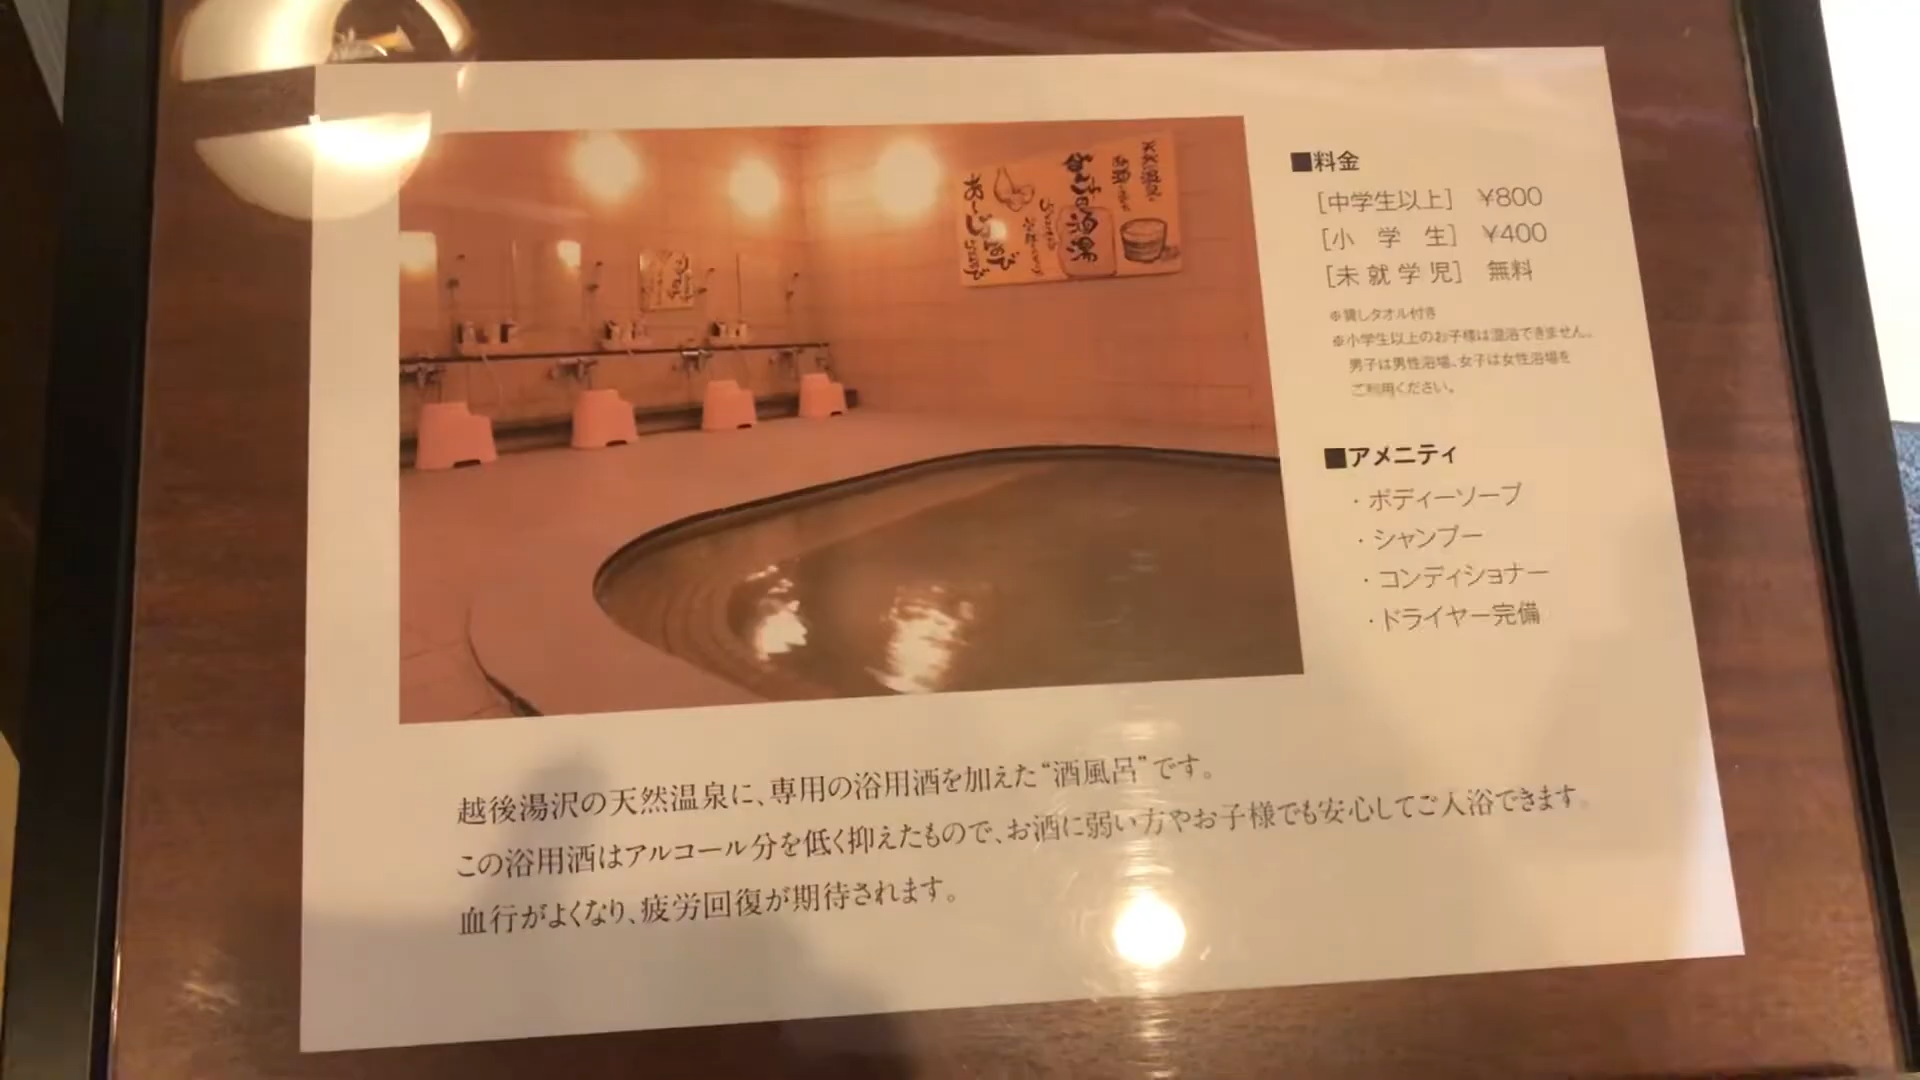 ■料金
[中学生以上] ¥800
[小学生] ¥400
[未就学児] 無料
※貸しタオル付き
※小学生以上のお子様は混浴できません。
男子は男性浴場、女子は女性浴場を
ご利用ください。
■アメニティ
・ボディーソープ
・シャンプー
・コンディショナー
・ドライヤー完備
越後湯沢の天然温泉に、専用の浴用酒を加えた“酒風呂”です。
この浴用酒はアルコール分を低く抑えたもので、お酒に弱い方やお子様でも安心してご入浴できます。
血行がよくなり、疲労回復が期待されます。